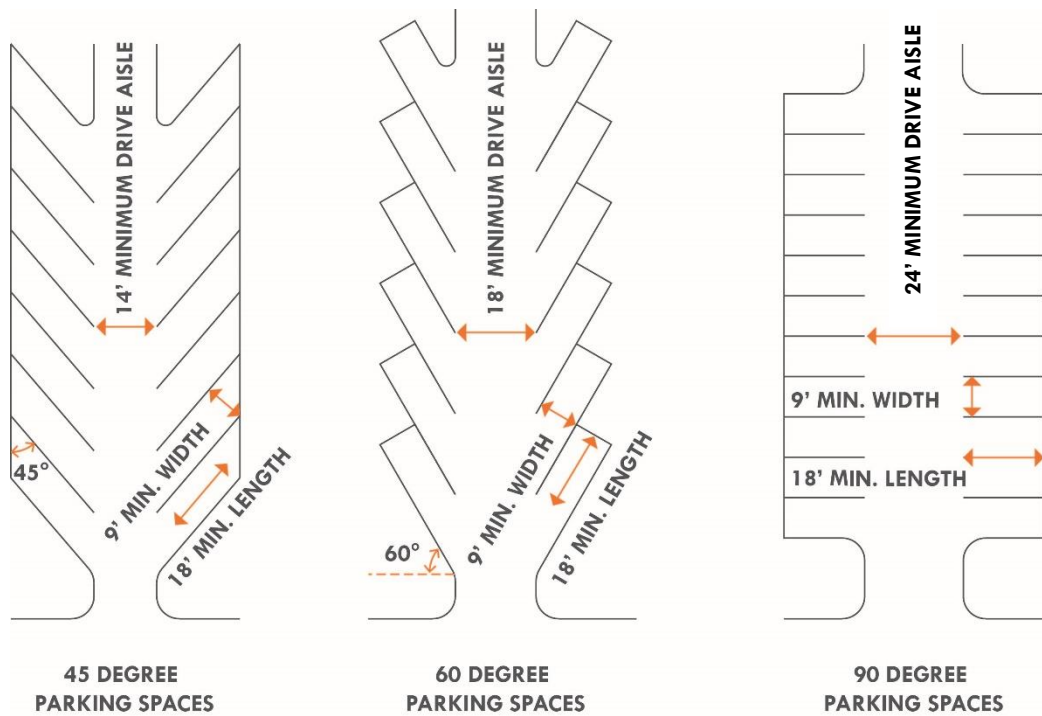 14' MINIMUM DRIVE AISLE
45°
9' MIN. WIDTH
18' MIN. LENGTH
45 DEGREE
PARKING SPACES
18' MINIMUM DRIVE AISLE
60°
9' MIN. WIDTH
18' MIN. LENGTH
60 DEGREE
PARKING SPACES
24' MINIMUM DRIVE AISLE
9' MIN. WIDTH
18' MIN. LENGTH
90 DEGREE
PARKING SPACES